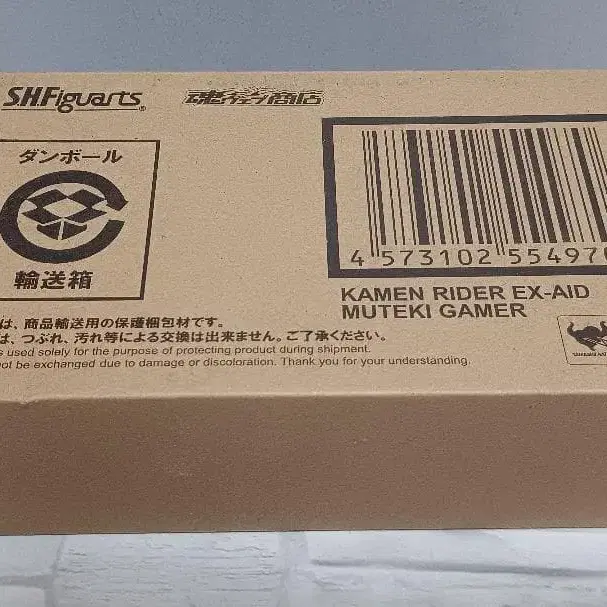 S.H.Figuarts
魂ウェブ商店
ダンボール
輸送箱
4 573102 55497
KAMEN RIDER EX-AID
MUTEKI GAMER
は、商品輸送用の保護梱包材です。
は、つぶれ、汚れ等による交換は出来ません。ご了承ください。
s used solely for the purpose of protecting product during shipment.
not be exchanged due to damage or discoloration. Thank you for your understanding.